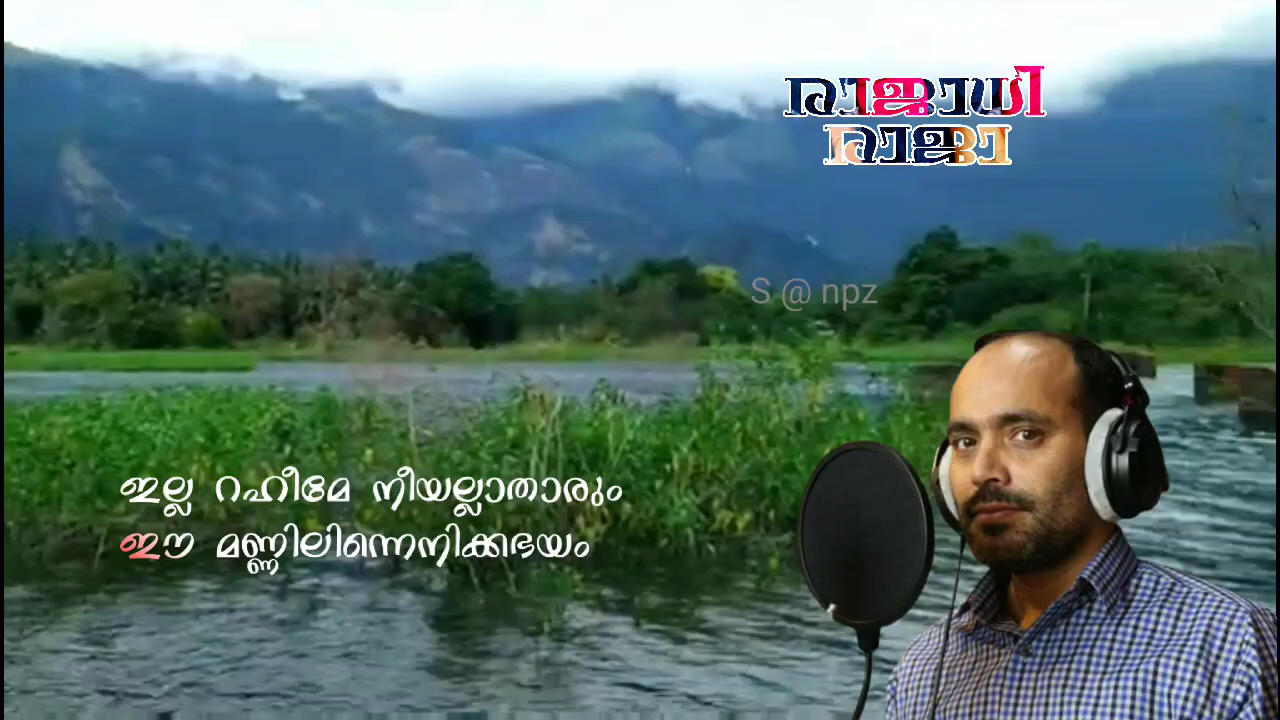 രാജാധി
രാജാ
S @ npz
ഇല്ല റഹീമേ നീയല്ലാതാരും
ഈ മണ്ണിലിന്നെനിക്കഭയം